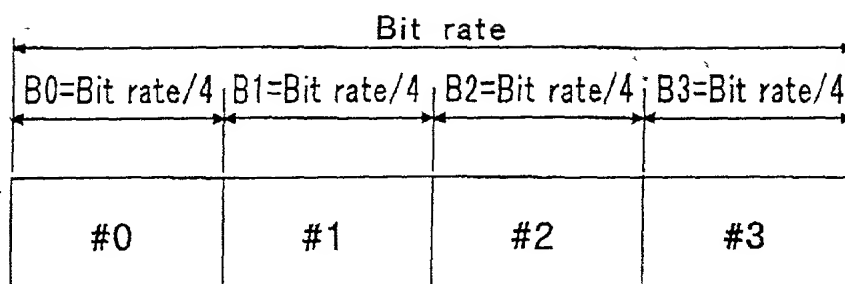 Bit rate
B0=Bit rate/4 B1=Bit rate/4 B2=Bit rate/4 B3=Bit rate/4
#0 #1 #2 #3